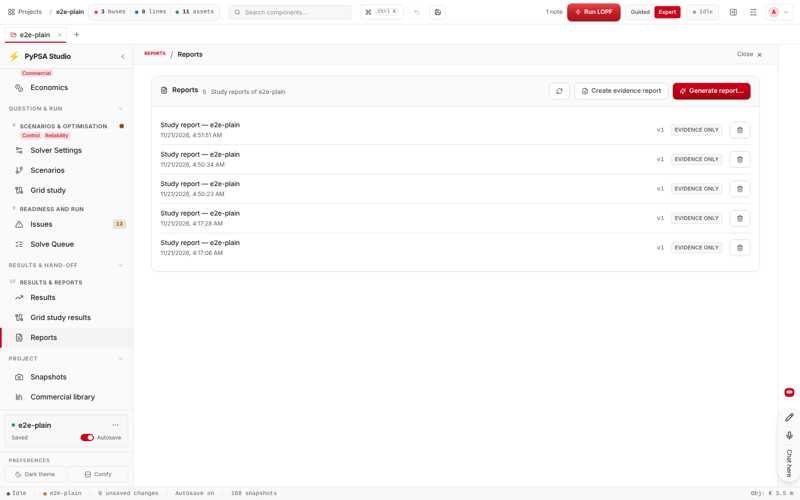 Projects / e2e-plain 3 buses 0 lines 11 assets Search components... ⌘ Ctrl K 1 note Run LOPF Guided Expert Idle A
e2e-plain × +
PyPSA Studio
REPORTS / Reports Close ×
Commercial
Economics
QUESTION & RUN
SCENARIOS & OPTIMISATION
Control Reliability
Solver Settings
Scenarios
Grid study
READINESS AND RUN
Issues 13
Solve Queue
RESULTS & HAND-OFF
10 RESULTS & REPORTS
Results
Grid study results
Reports
PROJECT
Snapshots
Commercial library
e2e-plain ...
Saved Autosave
PREFERENCES
Dark theme Comfy
Reports 5 Study reports of e2e-plain Create evidence report Generate report...
Study report — e2e-plain
11/21/2026, 4:51:51 AM v1 EVIDENCE ONLY
Study report — e2e-plain
11/21/2026, 4:50:34 AM v1 EVIDENCE ONLY
Study report — e2e-plain
11/21/2026, 4:50:23 AM v1 EVIDENCE ONLY
Study report — e2e-plain
11/21/2026, 4:17:28 AM v1 EVIDENCE ONLY
Study report — e2e-plain
11/21/2026, 4:17:06 AM v1 EVIDENCE ONLY
Chat here
Idle e2e-plain 0 unsaved changes Autosave on 168 snapshots Obj: € 3.5